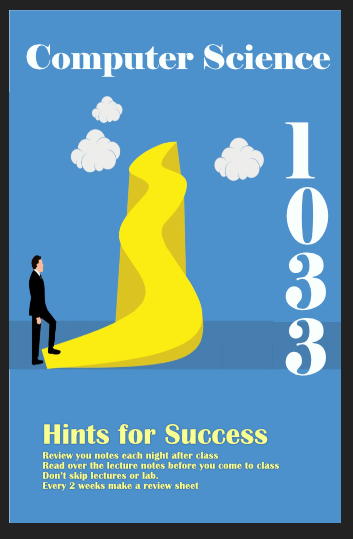 Computer Science
1
0
3
3
Hints for Success
Review you notes each night after class
Read over the lecture notes before you come to class
Don't skip lectures or lab.
Every 2 weeks make a review sheet